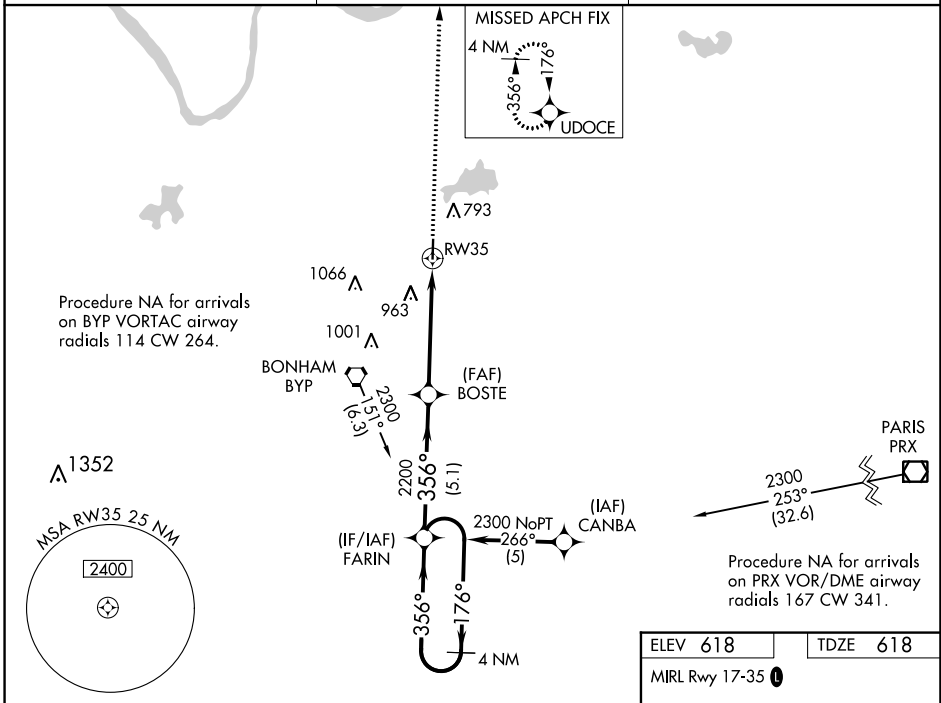 MISSED APCH FIX
4 NM
356°
176°
UDOCE
793
RW35
1066
963
1001
Procedure NA for arrivals
on BYP VORTAC airway
radials 114 CW 264.
BONHAM
BYP
2300
151°
(6.3)
(FAF)
BOSTE
2200
356°
(5.1)
PARIS
PRX
2300
253°
(32.6)
1352
MSA RW35 25 NM
2400
(IF/IAF)
FARIN
2300 NoPT
266°
(5)
(IAF)
CANBA
356°
176°
4 NM
Procedure NA for arrivals
on PRX VOR/DME airway
radials 167 CW 341.
ELEV 618
TDZE 618
MIRL Rwy 17-35 L